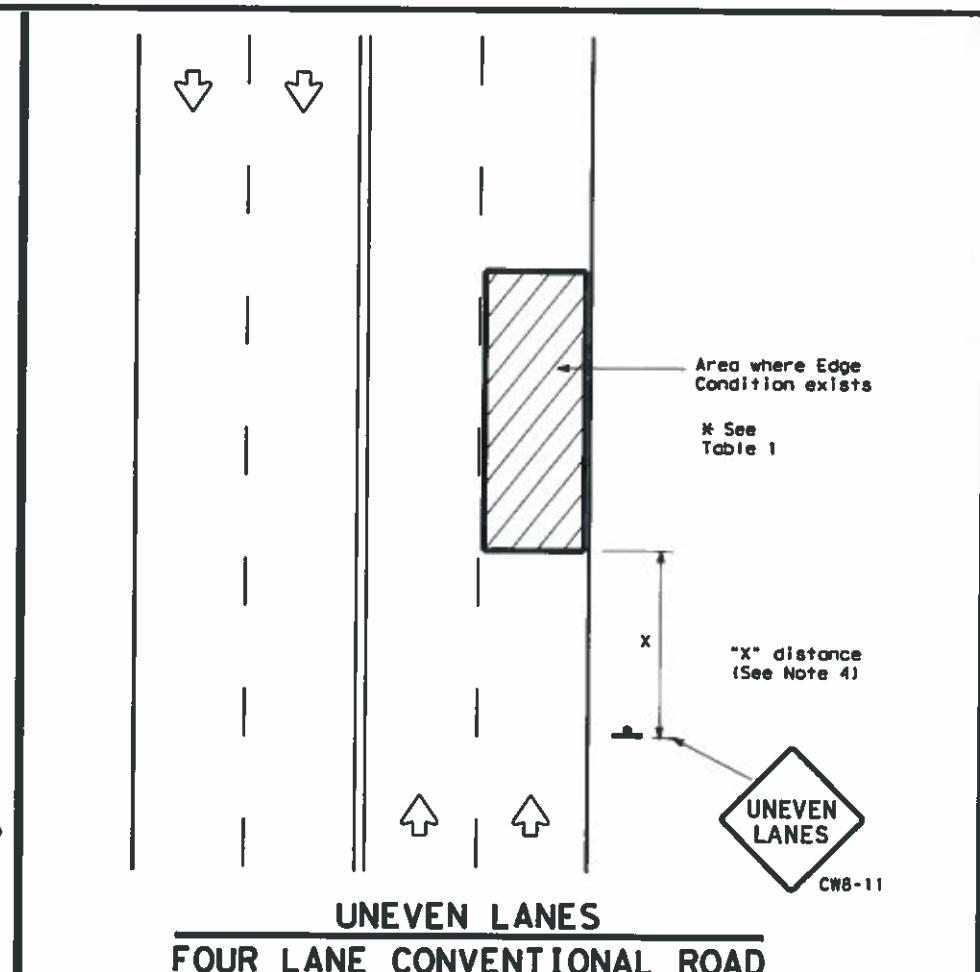 Area where Edge
Condition exists
* See
Table 1
X
"X" distance
(See Note 4)
UNEVEN
LANES
CW8-11
UNEVEN LANES
FOUR LANE CONVENTIONAL ROAD